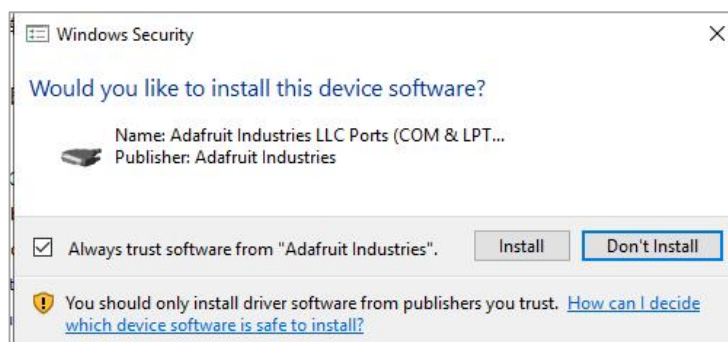 Windows Security
Would you like to install this device software?
Name: Adafruit Industries LLC Ports (COM & LPT...
Publisher: Adafruit Industries
Always trust software from "Adafruit Industries".
Install
Don't Install
You should only install driver software from publishers you trust. How can I decide
which device software is safe to install?